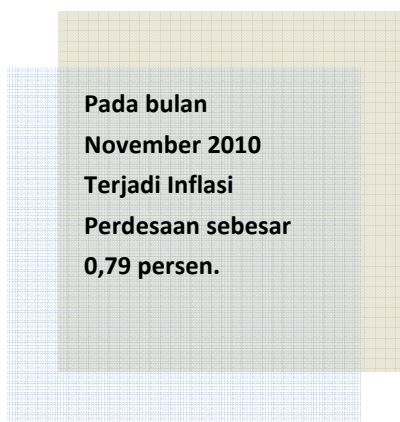 Pada bulan
November 2010
Terjadi Inflasi
Perdesaan sebesar
0,79 persen.